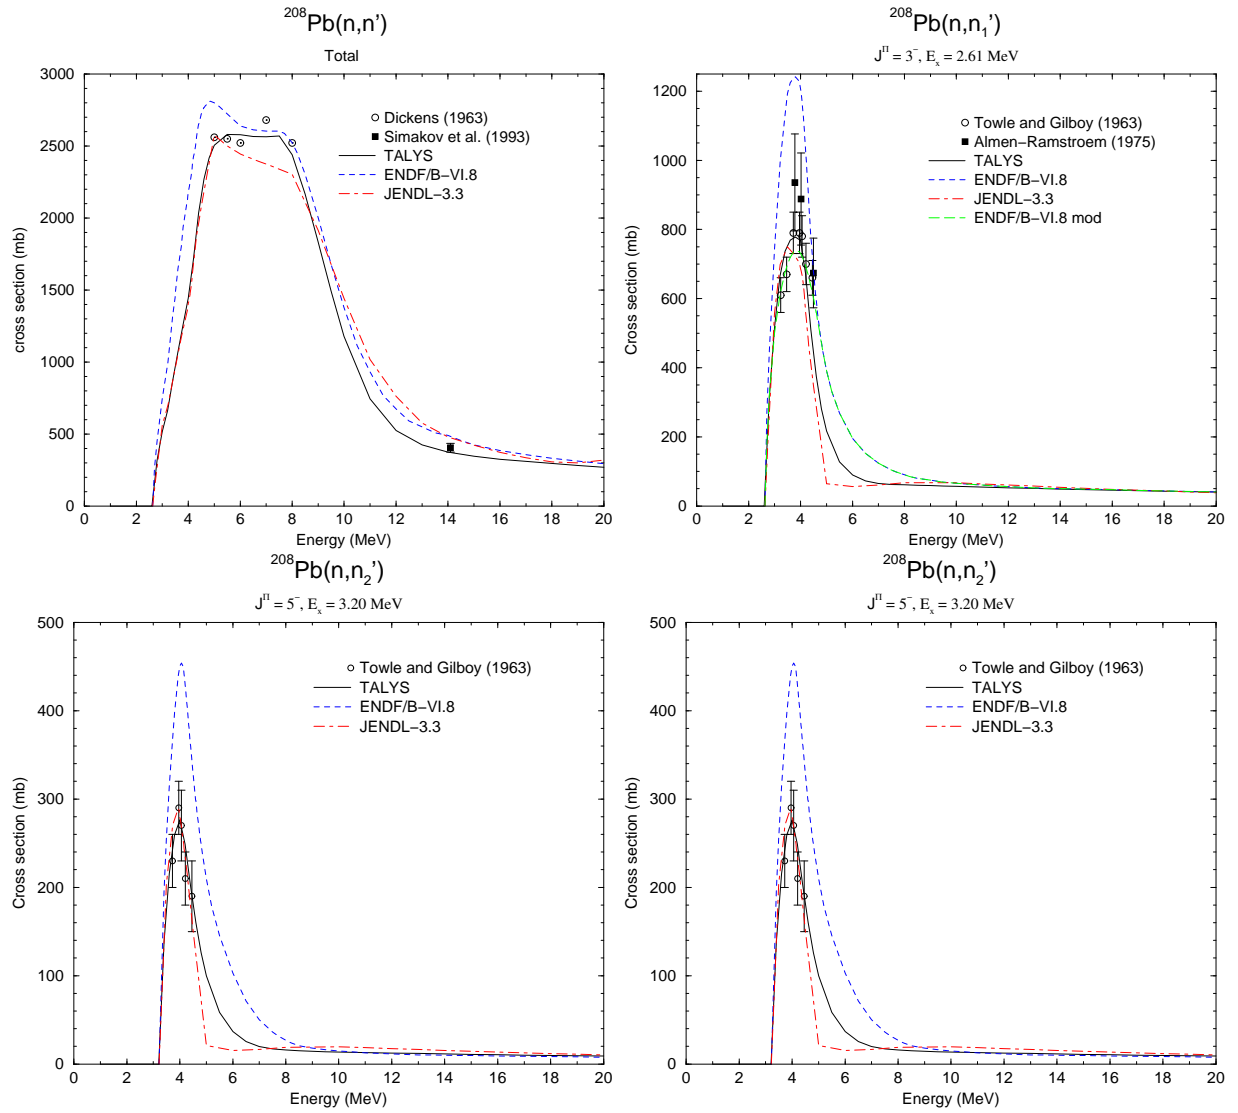 208Pb(n,n’)
Total
3000
2500
2000
1500
1000
500
0
cross section (mb)
Dickens (1963)
Simakov et al. (1993)
TALYS
ENDF/B−VI.8
JENDL−3.3
0 2 4 6 8 10 12 14 16 18 20
Energy (MeV)
208Pb(n,n1’)
JΠ = 3−, Ex = 2.61 MeV
1200
1000
800
600
400
200
0
Cross section (mb)
Towle and Gilboy (1963)
Almen−Ramstroem (1975)
TALYS
ENDF/B−VI.8
JENDL−3.3
ENDF/B−VI.8 mod
0 2 4 6 8 10 12 14 16 18 20
Energy (MeV)
208Pb(n,n2’)
JΠ = 5−, Ex = 3.20 MeV
500
400
300
200
100
0
Cross section (mb)
Towle and Gilboy (1963)
TALYS
ENDF/B−VI.8
JENDL−3.3
0 2 4 6 8 10 12 14 16 18 20
Energy (MeV)
208Pb(n,n2’)
JΠ = 5−, Ex = 3.20 MeV
500
400
300
200
100
0
Cross section (mb)
Towle and Gilboy (1963)
TALYS
ENDF/B−VI.8
JENDL−3.3
0 2 4 6 8 10 12 14 16 18 20
Energy (MeV)